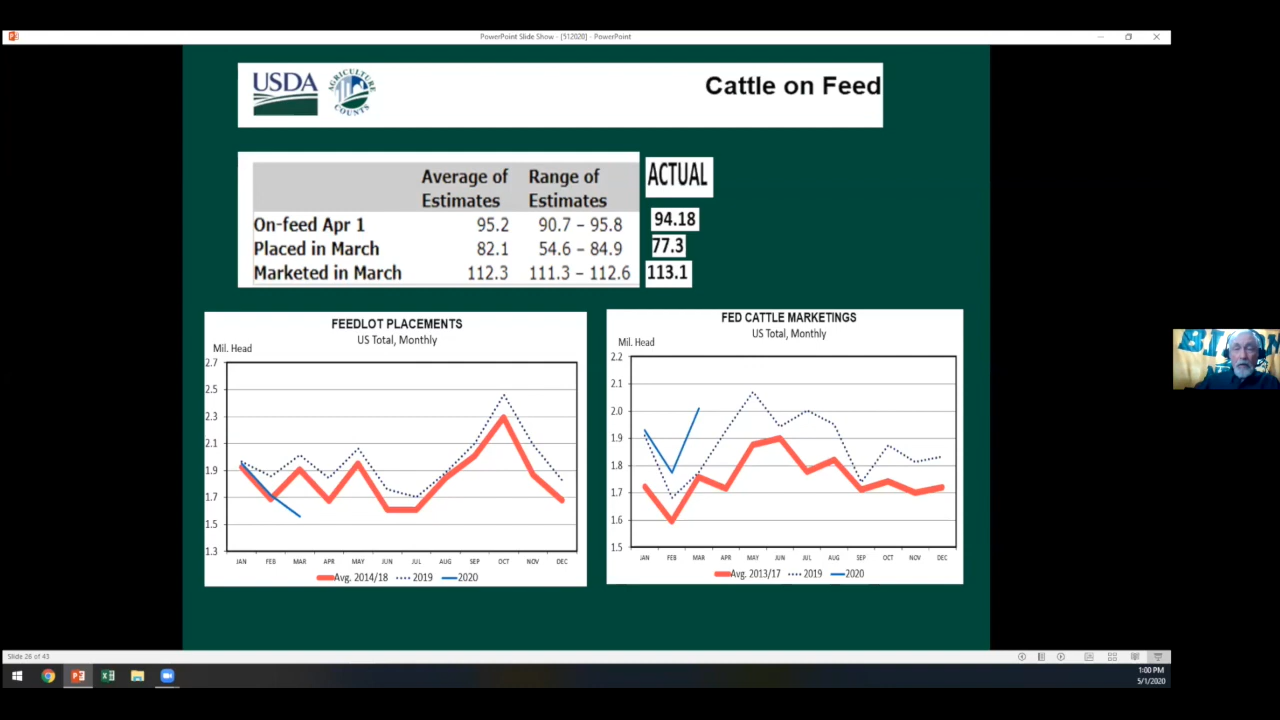 PowerPoint Slide Show - [512020] - PowerPoint
USDA
AGRICULTURE
COUNTS
Cattle on Feed
Average of Estimates
Range of Estimates
ACTUAL
On-feed Apr 1 95.2 90.7 – 95.8 94.18
Placed in March 82.1 54.6 – 84.9 77.3
Marketed in March 112.3 111.3 – 112.6 113.1
FEEDLOT PLACEMENTS
US Total, Monthly
Mil. Head
2.7
2.5
2.3
2.1
1.9
1.7
1.5
1.3
JAN FEB MAR APR MAY JUN JUL AUG SEP OCT NOV DEC
Avg. 2014/18 2019 2020
FED CATTLE MARKETINGS
US Total, Monthly
Mil. Head
2.2
2.1
2.0
1.9
1.8
1.7
1.6
1.5
JAN FEB MAR APR MAY JUN JUL AUG SEP OCT NOV DEC
Avg. 2013/17 2019 2020
Slide 26 of 43
1:00 PM
5/1/2020